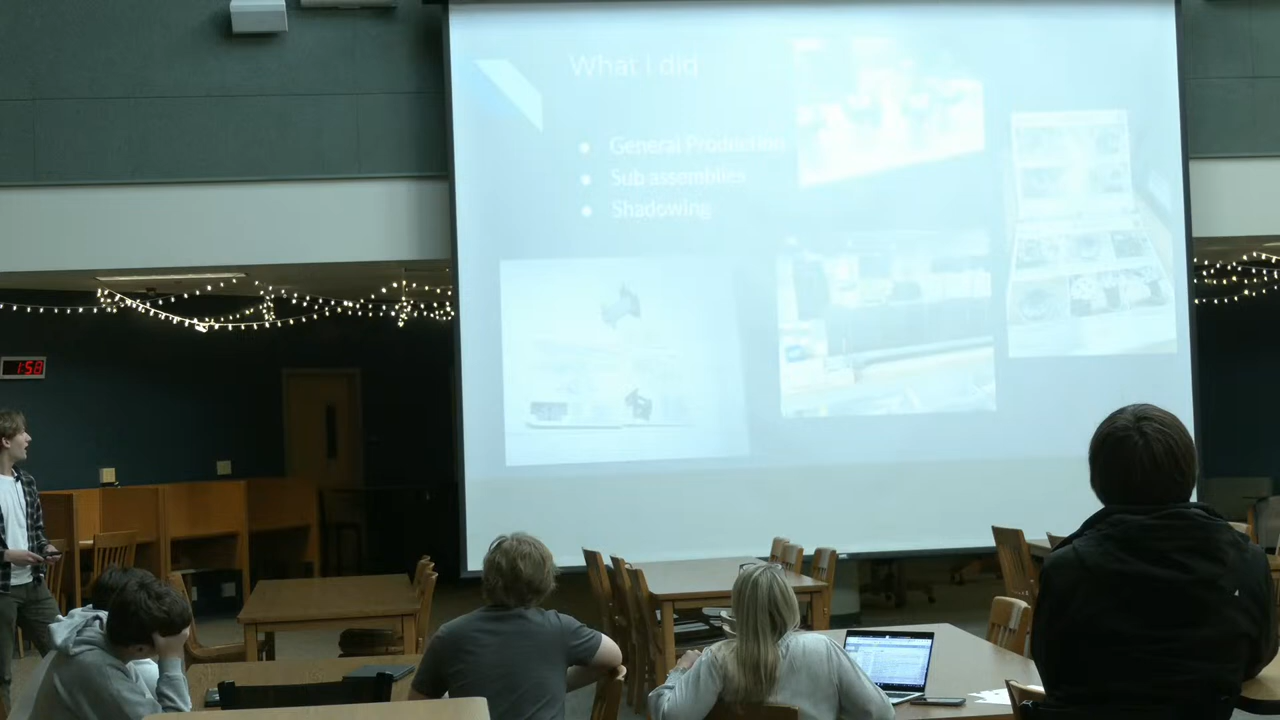 What I did
General Production
Sub assemblies
Shadowing
1:58